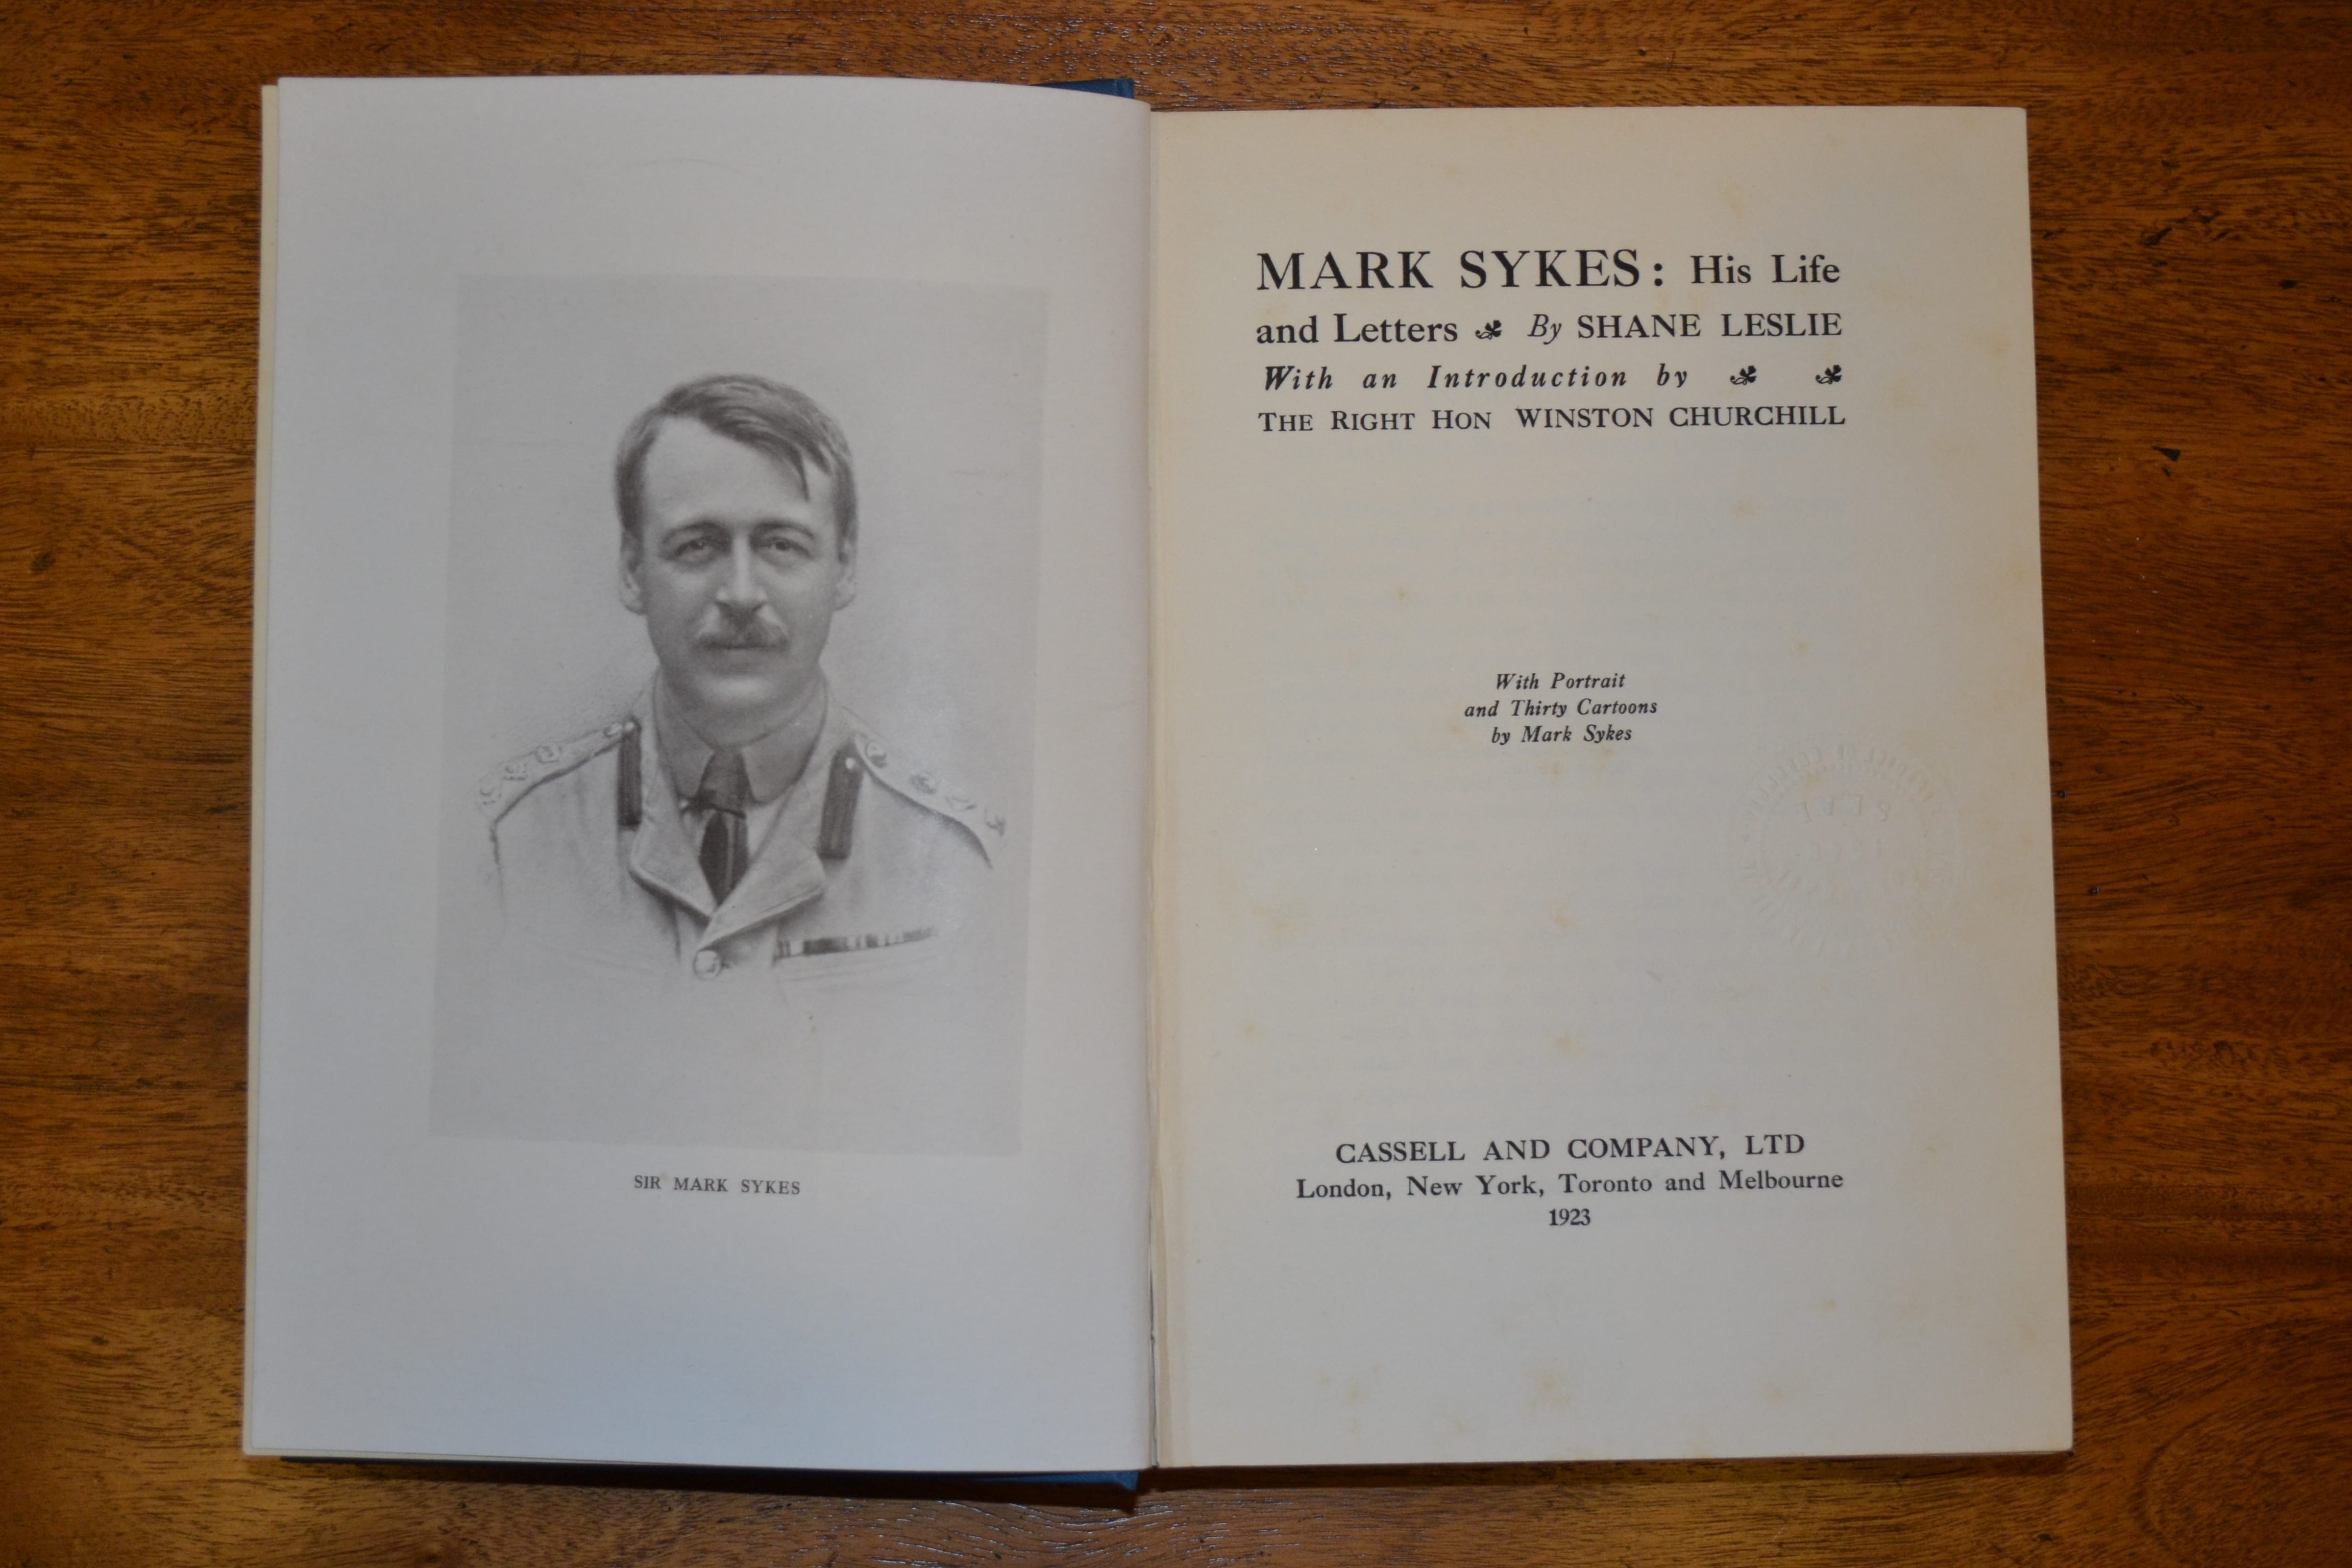 SIR MARK SYKES
MARK SYKES: His Life
and Letters By SHANE LESLIE
With an Introduction by
THE RIGHT HON WINSTON CHURCHILL
With Portrait
and Thirty Cartoons
by Mark Sykes
CASSELL AND COMPANY, LTD
London, New York, Toronto and Melbourne
1923